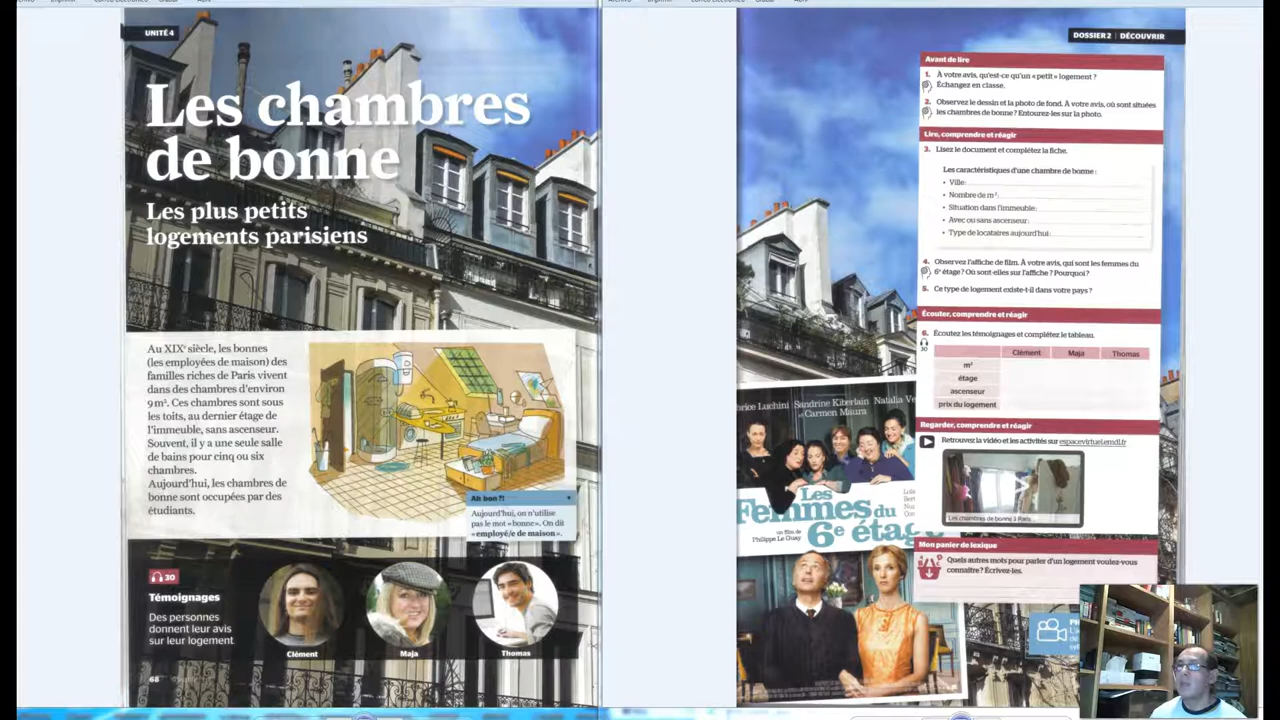 UNITÉ 4
Les chambres
de bonne
Les plus petits
logements parisiens
Au XIXᵉ siècle, les bonnes
(les employées de maison) des
familles riches de Paris vivent
dans des chambres d'environ
9 m². Ces chambres sont sous
les toits, au dernier étage de
l'immeuble, sans ascenseur.
Souvent, il y a une seule salle
de bains pour cinq ou six
chambres.
Aujourd'hui, les chambres de
bonne sont occupées par des
étudiants.
Ah bon ?!
Aujourd'hui, on n'utilise
pas le mot « bonne ». On dit
« employé/e de maison ».
30
Témoignages
Des personnes
donnent leur avis
sur leur logement.
Clément
Maja
Thomas
68
DOSSIER 2 | DÉCOUVRIR
Avant de lire
1. À votre avis, qu'est-ce qu'un « petit » logement ?
Échangez en classe.
2. Observez le dessin et la photo de fond. À votre avis, où sont situées
les chambres de bonne ? Entourez-les sur la photo.
Lire, comprendre et réagir
3. Lisez le document et complétez la fiche.
Les caractéristiques d'une chambre de bonne :
• Ville:
• Nombre de m²:
• Situation dans l'immeuble:
• Avec ou sans ascenseur:
• Type de locataires aujourd'hui:
4. Observez l'affiche de film. À votre avis, qui sont les femmes du
6ᵉ étage ? Où sont-elles sur l'affiche ? Pourquoi ?
5. Ce type de logement existe-t-il dans votre pays ?
Écouter, comprendre et réagir
6. Écoutez les témoignages et complétez le tableau.
30
Clément Maja Thomas
m²
étage
ascenseur
prix du logement
Regarder, comprendre et réagir
Retrouvez la vidéo et les activités sur espacevirtuel.emdl.fr
Les chambres de bonne à Paris
Mon panier de lexique
Quels autres mots pour parler d'un logement voulez-vous
connaître ? Écrivez-les.
brice Luchini Sandrine Kiberlain Natalia Ve
et Carmen Maura
Les
Femmes du
6e étag
un film de
Philippe Le Guay